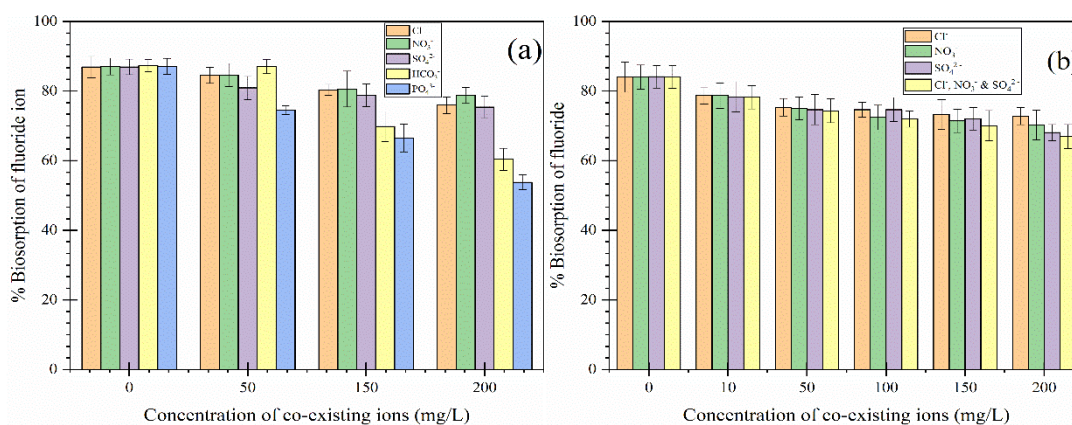 (a)
% Biosorption of fluoride ion
100
80
60
40
20
0
Cl
NO₃⁻
SO₄²⁻
HCO₃⁻
PO₄³⁻
0 50 150 200
Concentration of co-existing ions (mg/L)
(b)
% Biosorption of fluoride
100
80
60
40
20
0
Cl⁻
NO₃⁻
SO₄²⁻
Cl⁻, NO₃⁻ & SO₄²⁻
0 10 50 100 150 200
Concentration of co-existing ions (mg/L)